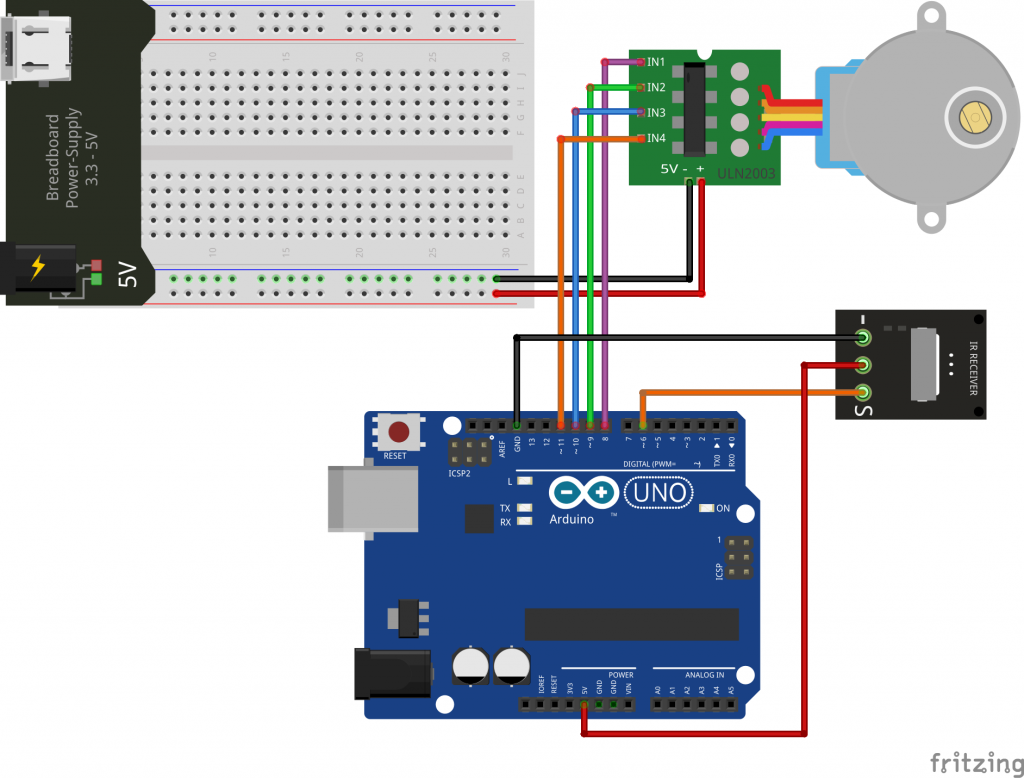 10
15
20
25
30
J
I
H
G
F
Breadboard
Power-Supply
3.3 - 5V
E
D
C
B
A
10
15
20
25
30
5V
IN1
IN2
IN3
IN4
5V - +
ULN2003
-
S
IR RECEIVER
RESET
ICSP2
AREF
GND
13
12
~11
~10
~9
8
7
~6
~5
4
~3
2
TX0 1
RX0 0
DIGITAL (PWM=
L
TX
RX
Arduino
™
UNO
ON
1
ICSP
POWER
ANALOG IN
IOREF
RESET
3V3
5V
GND
GND
VIN
A0
A1
A2
A3
A4
A5
fritzing